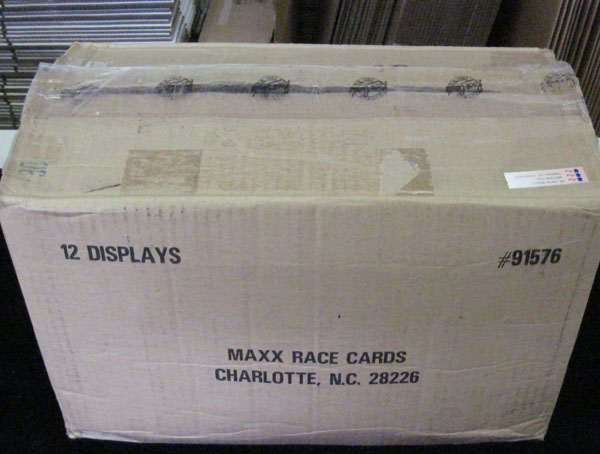 12 DISPLAYS
#91576
MAXX RACE CARDS
CHARLOTTE, N.C. 28226